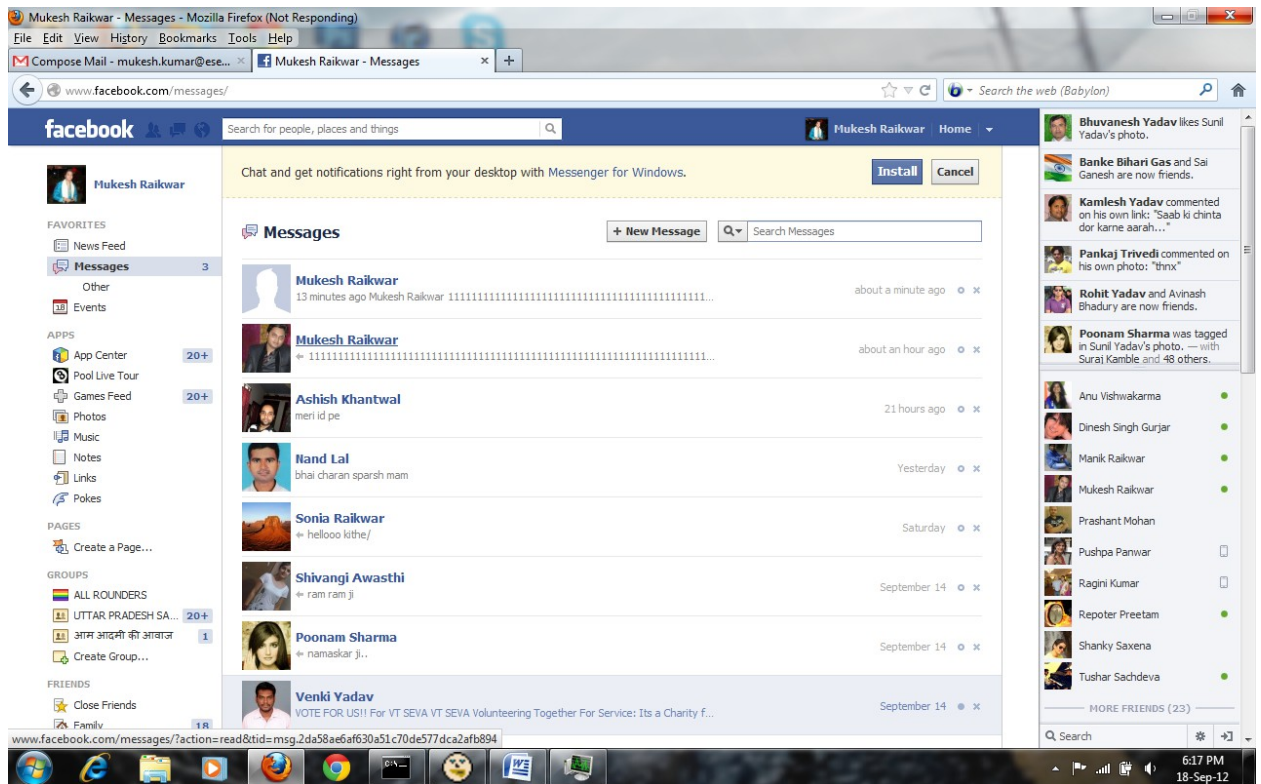 Mukesh Raikwar - Messages - Mozilla Firefox (Not Responding)
File Edit View History Bookmarks Tools Help
Compose Mail - mukesh.kumar@ese... × Mukesh Raikwar - Messages × +
www.facebook.com/messages/ Search the web (Babylon)
facebook Search for people, places and things Mukesh Raikwar Home
Mukesh Raikwar
FAVORITES
News Feed
Messages 3
Other
Events
APPS
App Center 20+
Pool Live Tour
Games Feed 20+
Photos
Music
Notes
Links
Pokes
PAGES
Create a Page...
GROUPS
ALL ROUNDERS
UTTAR PRADESH SA... 20+
आम आदमी की आवाज 1
Create Group...
FRIENDS
Close Friends
Family 18
Chat and get notifications right from your desktop with Messenger for Windows. Install Cancel
Messages + New Message Search Messages
Mukesh Raikwar
13 minutes ago Mukesh Raikwar 111111111111111111111111111111111111111111... about a minute ago
Mukesh Raikwar
111111111111111111111111111111111111111111111111111111111111111... about an hour ago
Ashish Khantwal
meri id pe 21 hours ago
Nand Lal
bhai charan sparsh mam Yesterday
Sonia Raikwar
hellooo kithe/ Saturday
Shivangi Awasthi
ram ram ji September 14
Poonam Sharma
namaskar ji.. September 14
Venki Yadav
VOTE FOR US!! For VT SEVA VT SEVA Volunteering Together For Service: Its a Charity f... September 14
Bhuvanesh Yadav likes Sunil
Yadav's photo.
Banke Bihari Gas and Sai
Ganesh are now friends.
Kamlesh Yadav commented
on his own link: "Saab ki chinta
dor karne aarah..."
Pankaj Trivedi commented on
his own photo: "thnx"
Rohit Yadav and Avinash
Bhadury are now friends.
Poonam Sharma was tagged
in Sunil Yadav's photo. — with
Suraj Kamble and 48 others.
Anu Vishwakarma
Dinesh Singh Gurjar
Manik Raikwar
Mukesh Raikwar
Prashant Mohan
Pushpa Panwar
Ragini Kumar
Repoter Preetam
Shanky Saxena
Tushar Sachdeva
MORE FRIENDS (23)
Search
www.facebook.com/messages/?action=read&tid=msg.2da58ae6af630a51c70de577dca2afb894
6:17 PM
18-Sep-12